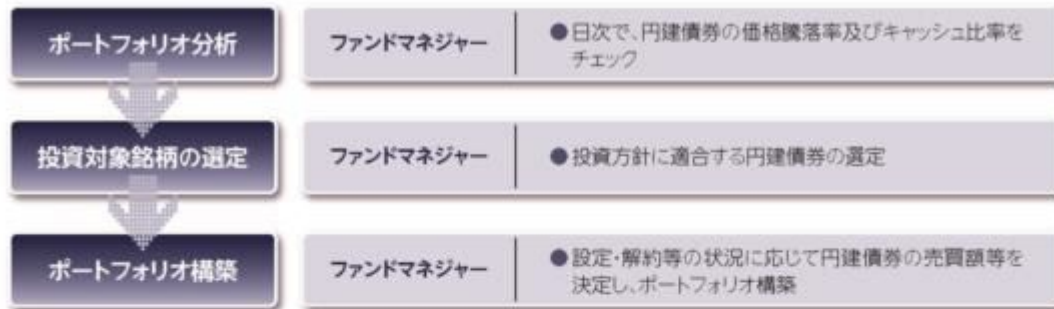 ポートフォリオ分析
ファンドマネジャー
●日次で、円建債券の価格騰落率及びキャッシュ比率を
チェック
投資対象銘柄の選定
ファンドマネジャー
●投資方針に適合する円建債券の選定
ポートフォリオ構築
ファンドマネジャー
●設定・解約等の状況に応じて円建債券の売買額等を
決定し、ポートフォリオ構築